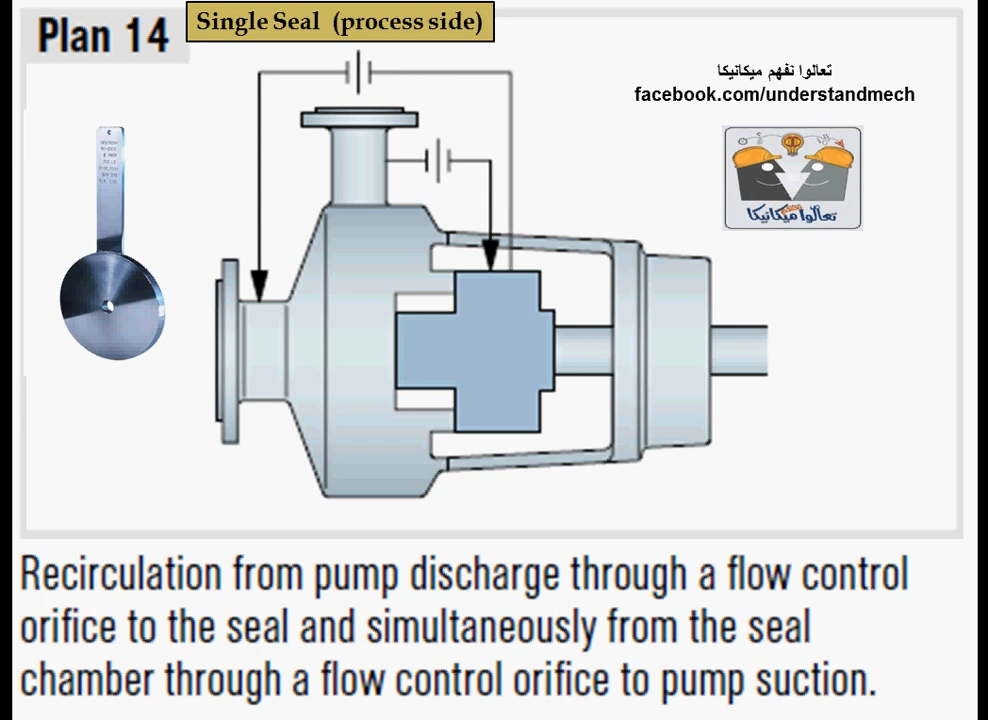 Plan 14
Single Seal (process side)
تعالوا نفهم ميكانيكا
facebook.com/understandmech
تعالوا ميكانيكا
Recirculation from pump discharge through a flow control
orifice to the seal and simultaneously from the seal
chamber through a flow control orifice to pump suction.